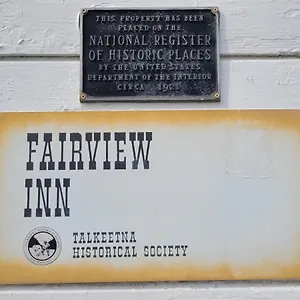 THIS PROPERTY HAS BEEN
PLACED ON THE
NATIONAL REGISTER
OF HISTORIC PLACES
BY THE UNITED STATES
DEPARTMENT OF THE INTERIOR
CIRCA 1921
FAIRVIEW
INN
TALKEETNA
HISTORICAL SOCIETY